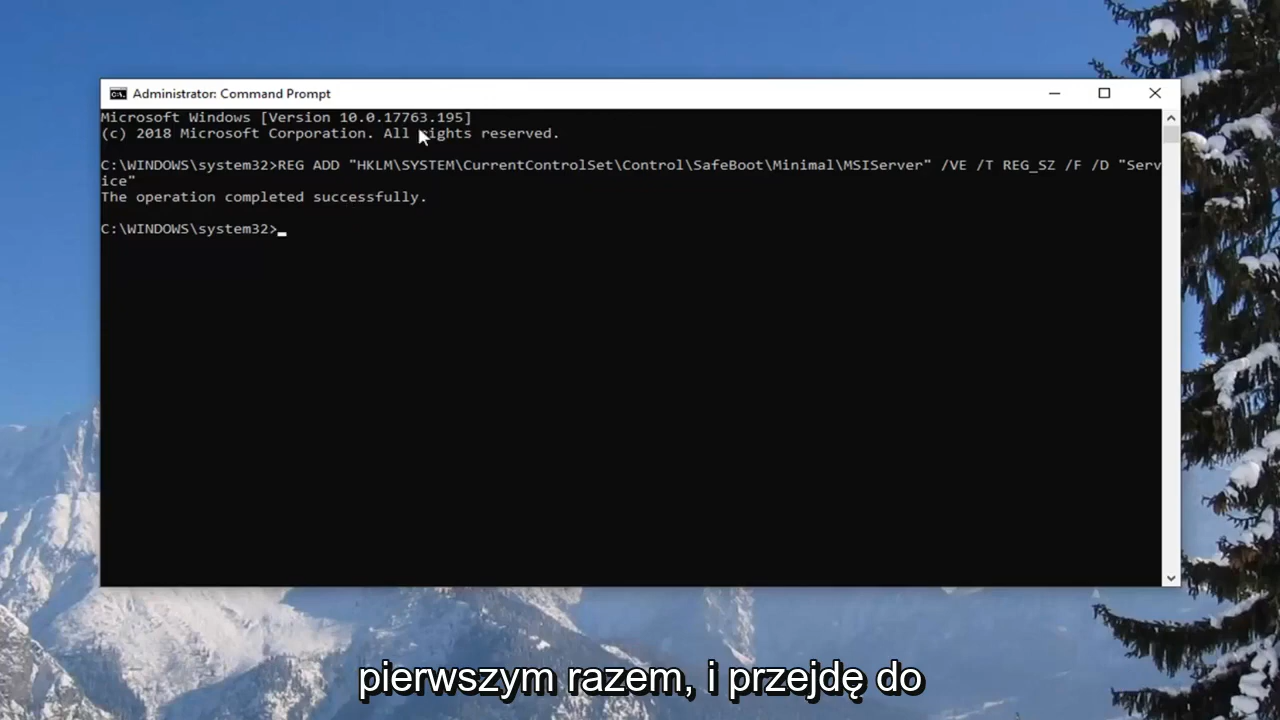 Administrator: Command Prompt
Microsoft Windows [Version 10.0.17763.195]
(c) 2018 Microsoft Corporation. All rights reserved.
C:\WINDOWS\system32>REG ADD "HKLM\SYSTEM\CurrentControlSet\Control\SafeBoot\Minimal\MSIServer" /VE /T REG_SZ /F /D "Serv
ice"
The operation completed successfully.
C:\WINDOWS\system32>
pierwszym razem, i przejdę do